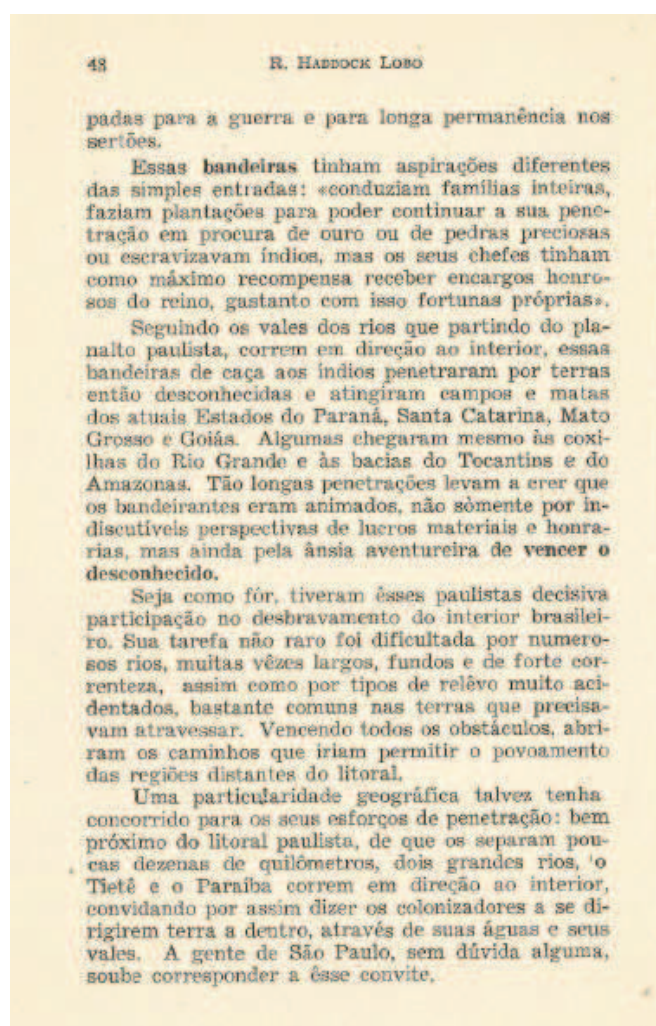 48 R. HADDOCK LOBO
padas para a guerra e para longa permanência nos
sertões.
Essas bandeiras tinham aspirações diferentes
das simples entradas: «conduziam famílias inteiras,
faziam plantações para poder continuar a sua pene-
tração em procura de ouro ou de pedras preciosas
ou escravizavam índios, mas os seus chefes tinham
como máximo recompensa receber encargos honro-
sos do reino, gastanto com isso fortunas próprias».
Seguindo os vales dos rios que partindo do pla-
nalto paulista, correm em direção ao interior, essas
bandeiras de caça aos índios penetraram por terras
então desconhecidas e atingiram campos e matas
dos atuais Estados do Paraná, Santa Catarina, Mato
Grosso e Goiás. Algumas chegaram mesmo às coxi-
lhas do Rio Grande e às bacias do Tocantins e do
Amazonas. Tão longas penetrações levam a crer que
os bandeirantes eram animados, não sòmente por in-
discutíveis perspectivas de lucros materiais e honra-
rias, mas ainda pela ânsia aventureira de vencer o
desconhecido.
Seja como fôr, tiveram êsses paulistas decisiva
participação no desbravamento do interior brasilei-
ro. Sua tarefa não raro foi dificultada por numero-
sos rios, muitas vêzes largos, fundos e de forte cor-
renteza, assim como por tipos de relêvo muito aci-
dentados, bastante comuns nas terras que precisa-
vam atravessar. Vencendo todos os obstáculos, abri-
ram os caminhos que iriam permitir o povoamento
das regiões distantes do litoral.
Uma particularidade geográfica talvez tenha
concorrido para os seus esforços de penetração: bem
próximo do litoral paulista, de que os separam pou-
cas dezenas de quilômetros, dois grandes rios, o
Tietê e o Paraíba correm em direção ao interior,
convidando por assim dizer os colonizadores a se di-
rigirem terra a dentro, através de suas águas e seus
vales. A gente de São Paulo, sem dúvida alguma,
soube corresponder a êsse convite.